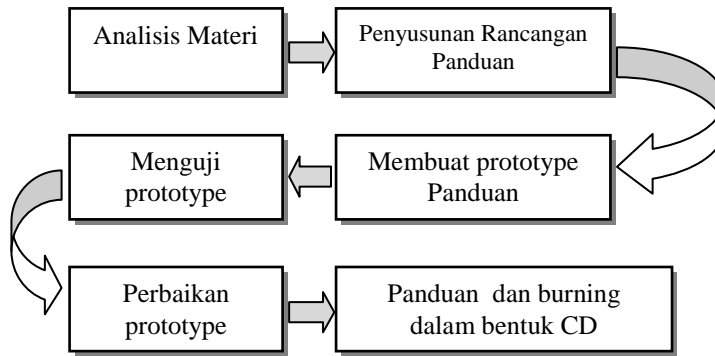 Analisis Materi
Penyusunan Rancangan
Panduan
Membuat prototype
Panduan
Menguji
prototype
Perbaikan
prototype
Panduan dan burning
dalam bentuk CD